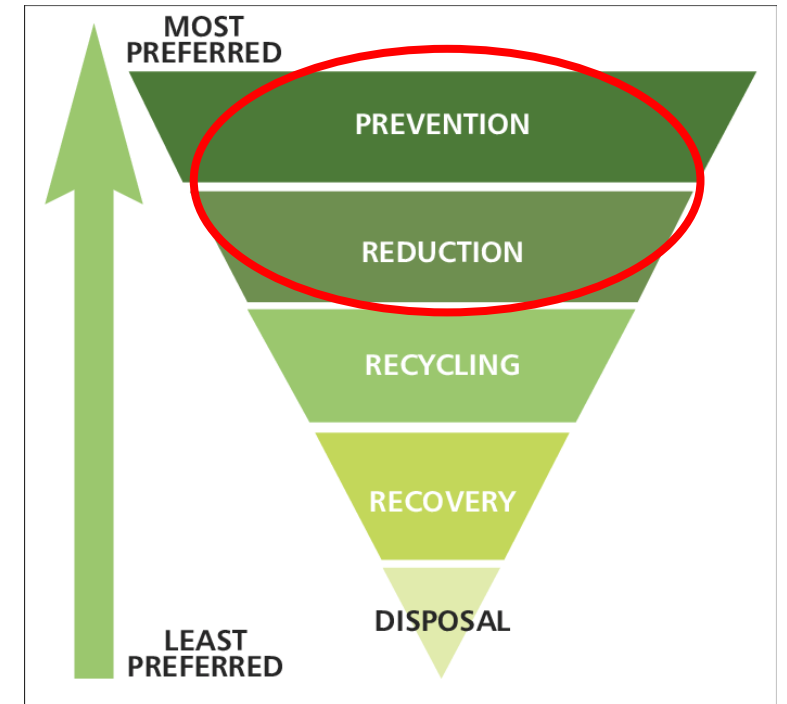 MOST
PREFERRED
PREVENTION
REDUCTION
RECYCLING
RECOVERY
DISPOSAL
LEAST
PREFERRED